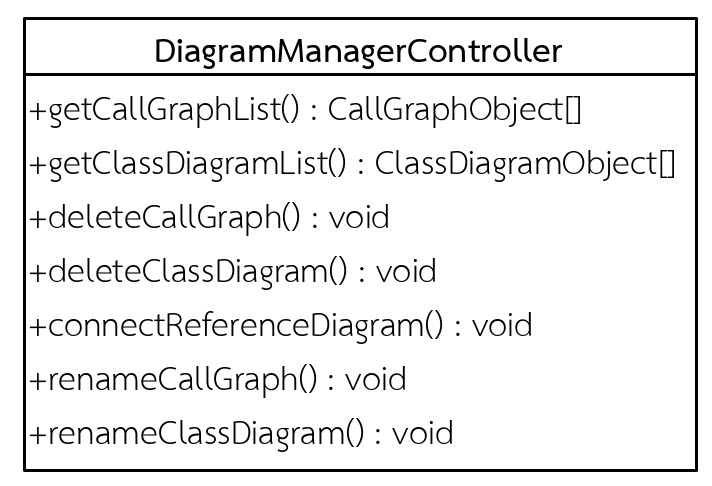 DiagramManagerController
+getCallGraphList() : CallGraphObject[]
+getClassDiagramList() : ClassDiagramObject[]
+deleteCallGraph() : void
+deleteClassDiagram() : void
+connectReferenceDiagram() : void
+renameCallGraph() : void
+renameClassDiagram() : void